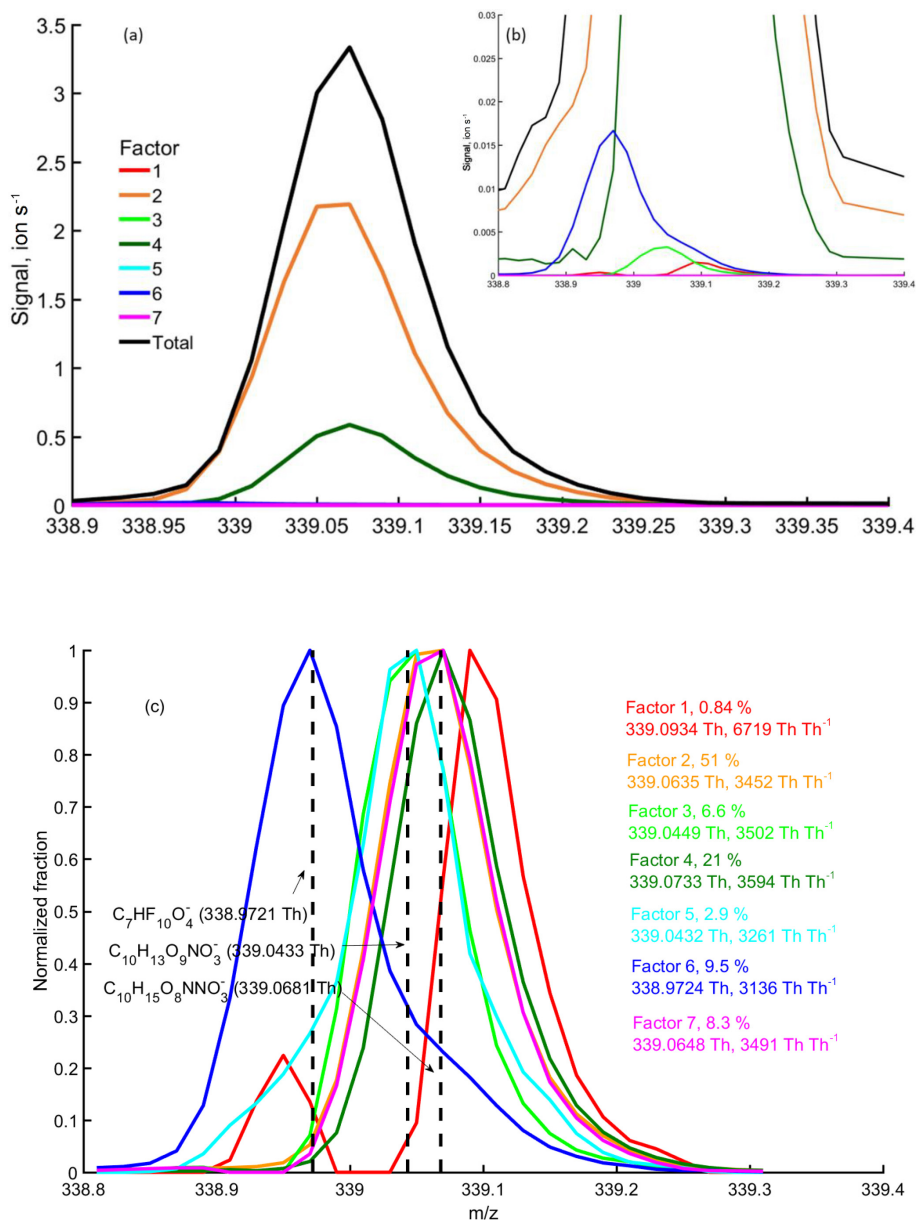 (a)
3.5
3
2.5
2
1.5
1
0.5
0
Signal, ion s-1
Factor
1
2
3
4
5
6
7
Total
338.9 338.95 339 339.05 339.1 339.15 339.2 339.25 339.3 339.35 339.4
(b)
0.03
0.025
0.02
0.015
0.01
0.005
0
Signal, ion s-1
338.8 338.9 339 339.1 339.2 339.3 339.4
(c)
1
0.9
0.8
0.7
0.6
0.5
0.4
0.3
0.2
0.1
0
Normalized fraction
C7HF10O4- (338.9721 Th)
C10H13O9NO3- (339.0433 Th)
C10H15O8NNO3- (339.0681 Th)
Factor 1, 0.84 %
339.0934 Th, 6719 Th Th-1
Factor 2, 51 %
339.0635 Th, 3452 Th Th-1
Factor 3, 6.6 %
339.0449 Th, 3502 Th Th-1
Factor 4, 21 %
339.0733 Th, 3594 Th Th-1
Factor 5, 2.9 %
339.0432 Th, 3261 Th Th-1
Factor 6, 9.5 %
338.9724 Th, 3136 Th Th-1
Factor 7, 8.3 %
339.0648 Th, 3491 Th Th-1
338.8 338.9 339 339.1 339.2 339.3 339.4
m/z